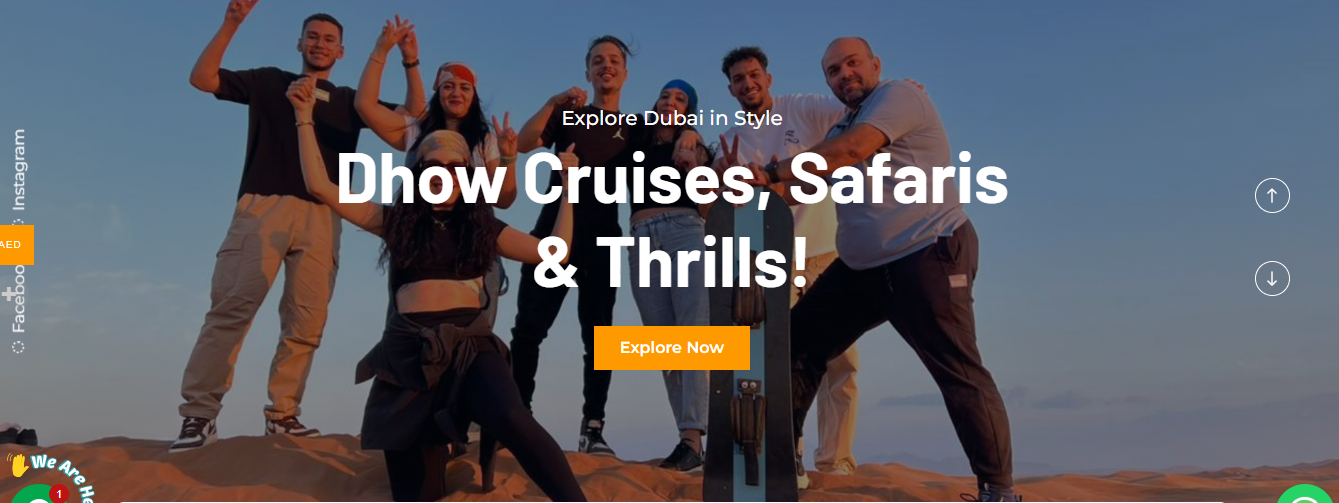 Explore Dubai in Style
Dhow Cruises, Safaris
& Thrills!
Explore Now
Instagram
AED
Faceboo
We Are He
1